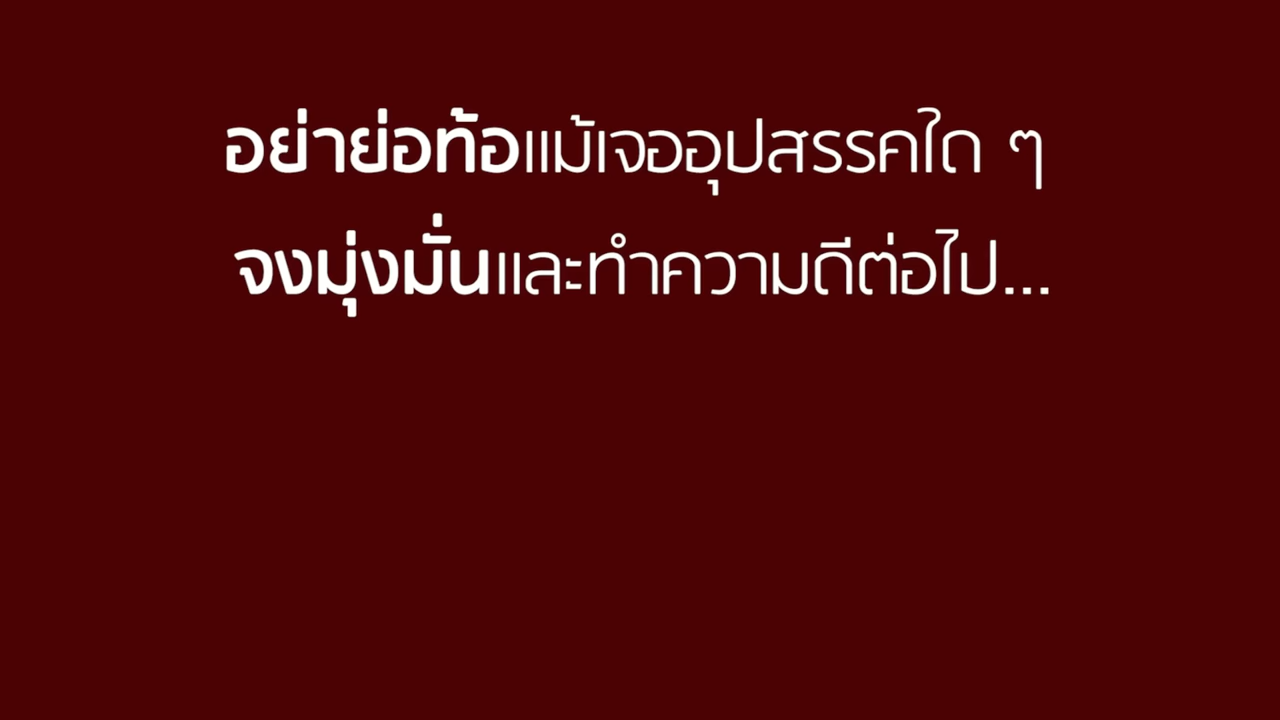 อย่าย่อท้อแม้เจออุปสรรคใด ๆ
จงมุ่งมั่นและทำความดีต่อไป...